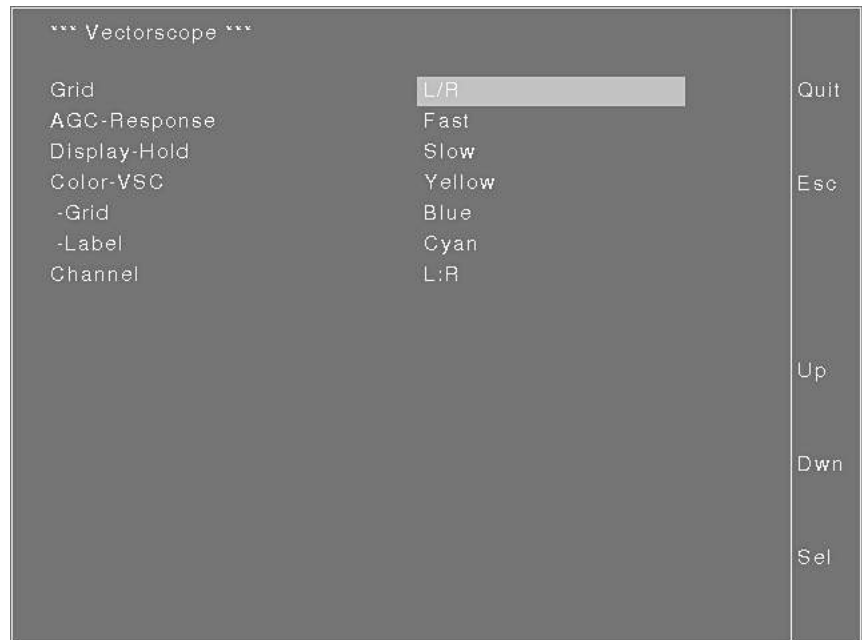 *** Vectorscope ***
Grid L/R Quit
AGC-Response Fast
Display-Hold Slow
Color-VSC Yellow Esc
-Grid Blue
-Label Cyan
Channel L:R
Up
Dwn
Sel